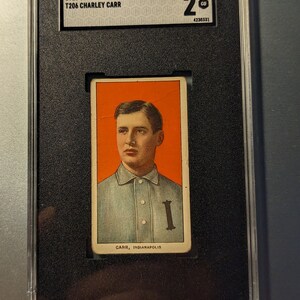 T206 CHARLEY CARR
2
I
CARR, INDIANAPOLIS